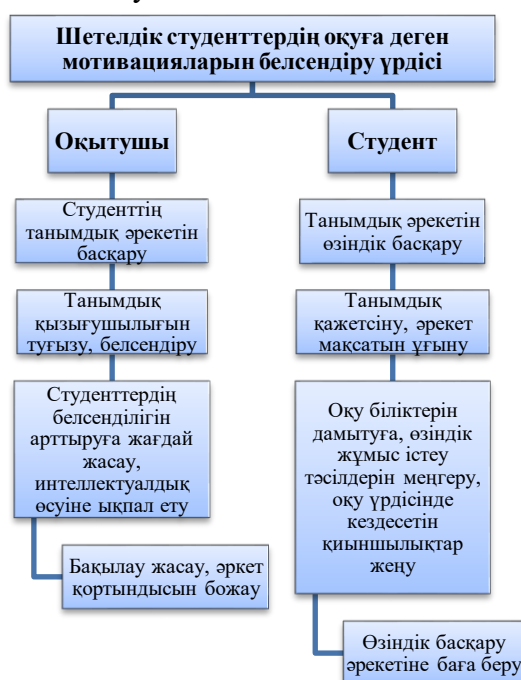 Шетелдік студенттердің оқуға деген
мотивацияларын белсендіру үрдісі
Оқытушы
Студенттің
танымдық әрекетін
басқару
Танымдық
қызығушылығын
туғызу, белсендіру
Студенттердің
белсенділігін
арттыруға жағдай
жасау,
интеллектуалдық
өсуіне ықпал ету
Бақылау жасау, әркет
қортындысын божау
Студент
Танымдық әрекетін
өзіндік басқару
Танымдық
қажетсіну, әрекет
мақсатын ұғыну
Оқу біліктерін
дамытуға, өзіндік
жұмыс істеу
тәсілдерін меңгеру,
оқу үрдісінде
кездесетін
қиыншылықтар
жеңу
Өзіндік басқару
әрекетіне баға беру